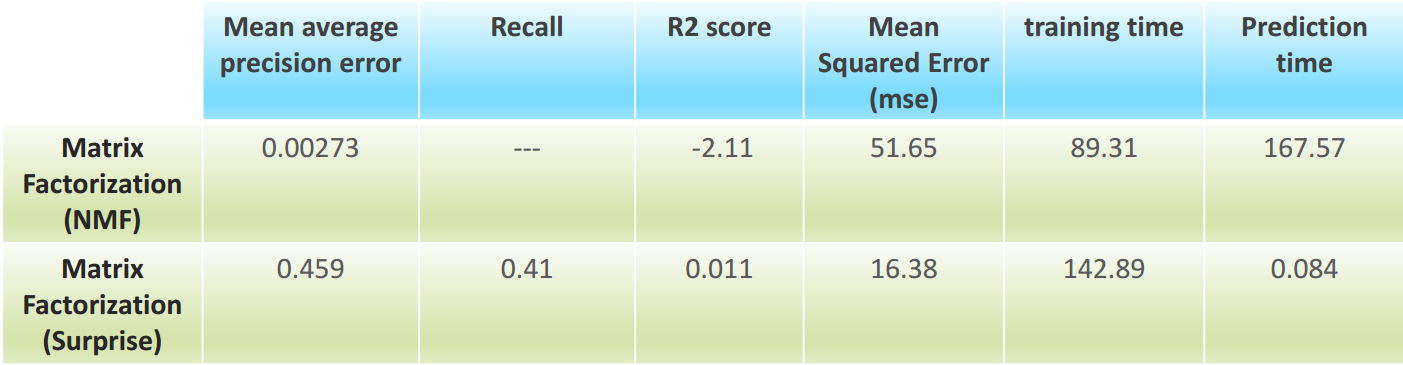 Mean average
precision error
Recall
R2 score
Mean
Squared Error
(mse)
training time
Prediction
time
Matrix
Factorization
(NMF)
0.00273
---
-2.11
51.65
89.31
167.57
Matrix
Factorization
(Surprise)
0.459
0.41
0.011
16.38
142.89
0.084